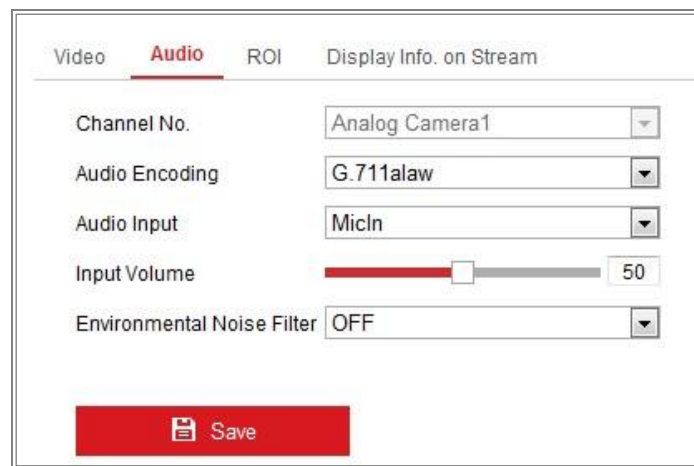 Video Audio ROI Display Info. on Stream
Channel No. Analog Camera1
Audio Encoding G.711alaw
Audio Input MicIn
Input Volume 50
Environmental Noise Filter OFF
Save